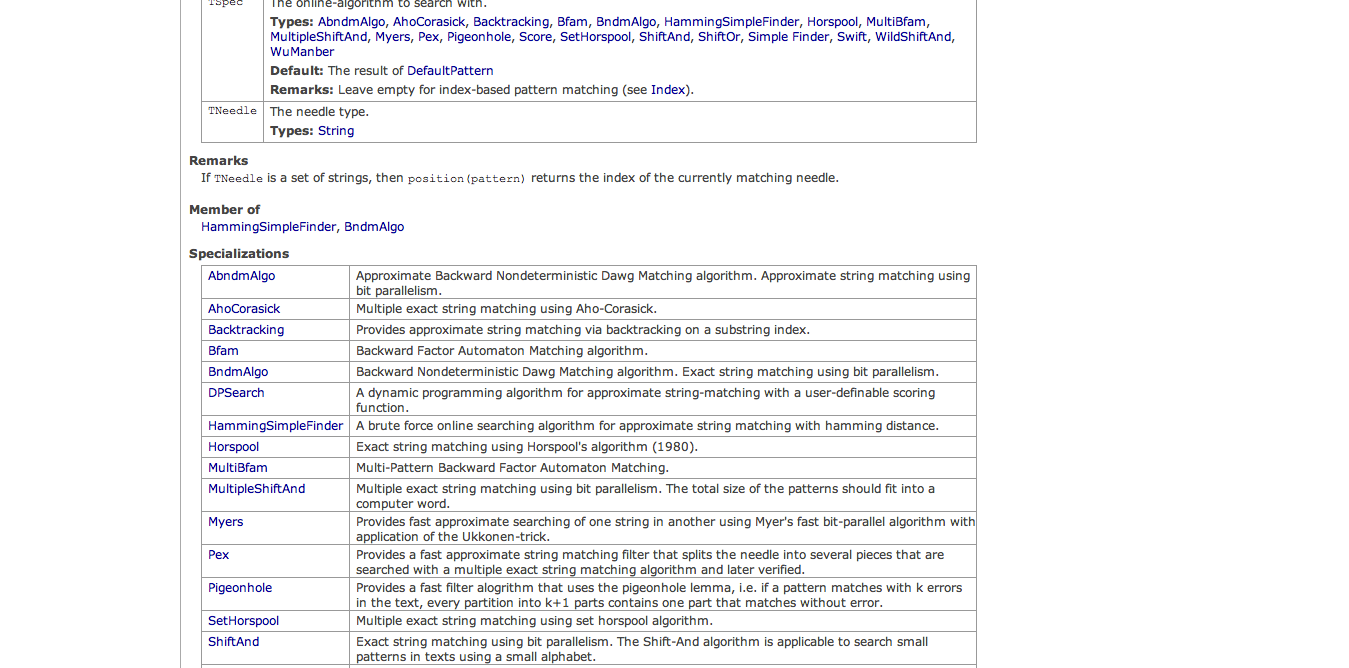 TSpec The online-algorithm to search with.
Types: AbndmAlgo, AhoCorasick, Backtracking, Bfam, BndmAlgo, HammingSimpleFinder, Horspool, MultiBfam,
MultipleShiftAnd, Myers, Pex, Pigeonhole, Score, SetHorspool, ShiftAnd, ShiftOr, Simple Finder, Swift, WildShiftAnd,
WuManber
Default: The result of DefaultPattern
Remarks: Leave empty for index-based pattern matching (see Index).
TNeedle The needle type.
Types: String
Remarks
If TNeedle is a set of strings, then position(pattern) returns the index of the currently matching needle.
Member of
HammingSimpleFinder, BndmAlgo
Specializations
AbndmAlgo Approximate Backward Nondeterministic Dawg Matching algorithm. Approximate string matching using
bit parallelism.
AhoCorasick Multiple exact string matching using Aho-Corasick.
Backtracking Provides approximate string matching via backtracking on a substring index.
Bfam Backward Factor Automaton Matching algorithm.
BndmAlgo Backward Nondeterministic Dawg Matching algorithm. Exact string matching using bit parallelism.
DPSearch A dynamic programming algorithm for approximate string-matching with a user-definable scoring
function.
HammingSimpleFinder A brute force online searching algorithm for approximate string matching with hamming distance.
Horspool Exact string matching using Horspool's algorithm (1980).
MultiBfam Multi-Pattern Backward Factor Automaton Matching.
MultipleShiftAnd Multiple exact string matching using bit parallelism. The total size of the patterns should fit into a
computer word.
Myers Provides fast approximate searching of one string in another using Myer's fast bit-parallel algorithm with
application of the Ukkonen-trick.
Pex Provides a fast approximate string matching filter that splits the needle into several pieces that are
searched with a multiple exact string matching algorithm and later verified.
Pigeonhole Provides a fast filter alogrithm that uses the pigeonhole lemma, i.e. if a pattern matches with k errors
in the text, every partition into k+1 parts contains one part that matches without error.
SetHorspool Multiple exact string matching using set horspool algorithm.
ShiftAnd Exact string matching using bit parallelism. The Shift-And algorithm is applicable to search small
patterns in texts using a small alphabet.